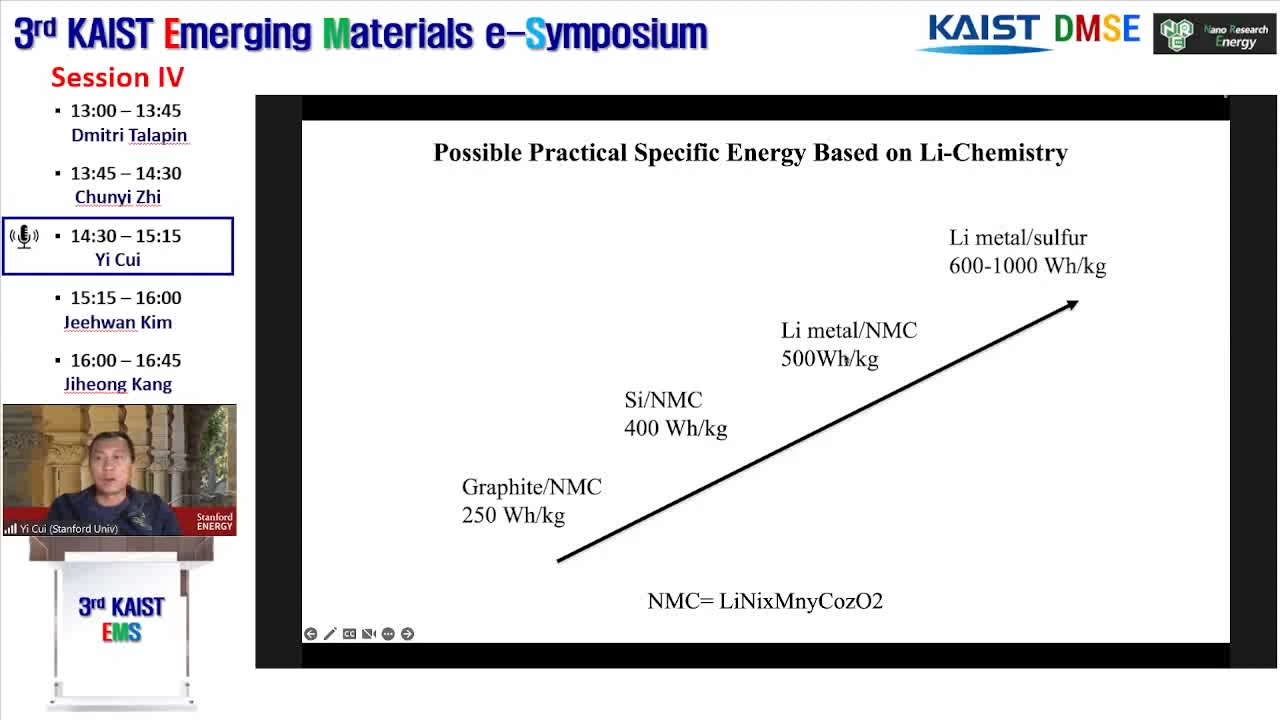 3rd KAIST Emerging Materials e-Symposium
KAIST DMSE
NRE
Nano Research
Energy
Session IV
▪ 13:00 – 13:45
Dmitri Talapin
▪ 13:45 – 14:30
Chunyi Zhi
▪ 14:30 – 15:15
Yi Cui
▪ 15:15 – 16:00
Jeehwan Kim
▪ 16:00 – 16:45
Jiheong Kang
Stanford
ENERGY
Yi Cui (Stanford Univ)
3rd KAIST
EMS
Possible Practical Specific Energy Based on Li-Chemistry
Li metal/sulfur
600-1000 Wh/kg
Li metal/NMC
500Wh/kg
Si/NMC
400 Wh/kg
Graphite/NMC
250 Wh/kg
NMC= LiNixMnyCozO2
CC